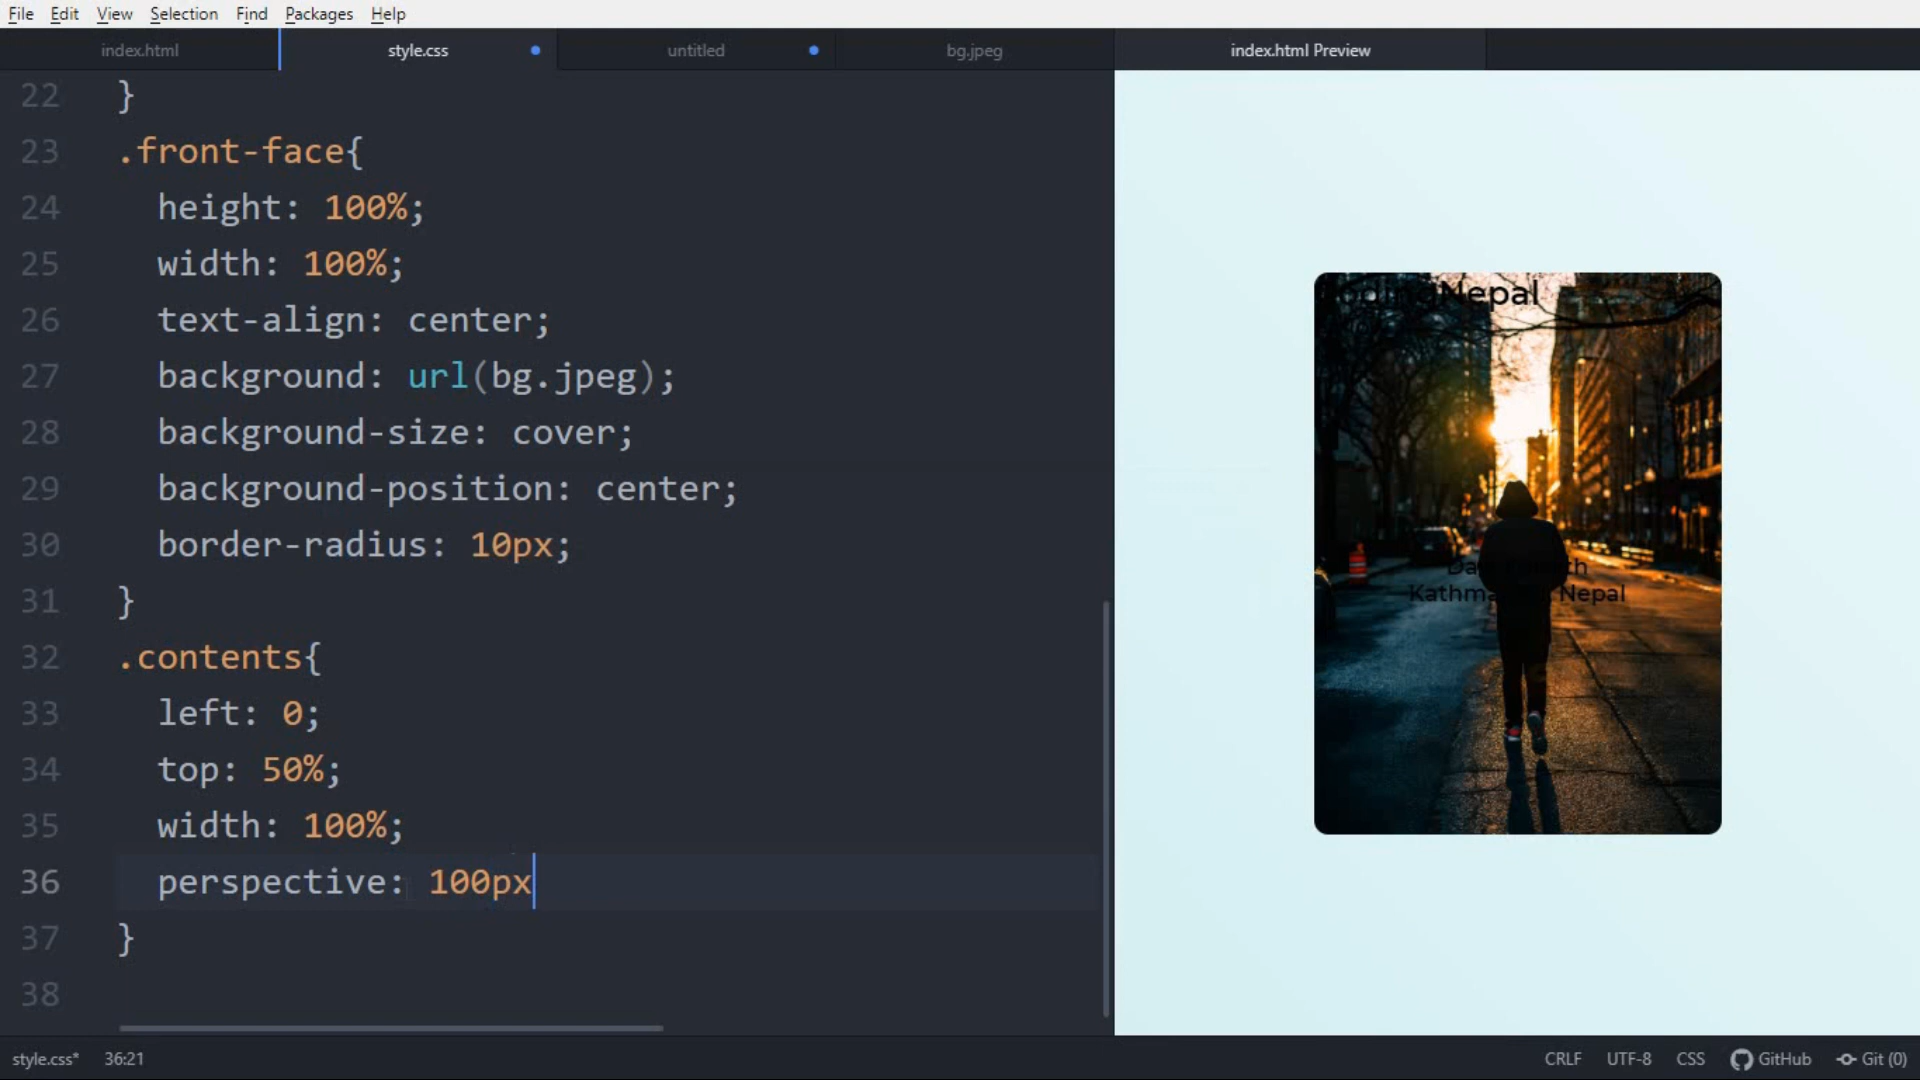 File Edit View Selection Find Packages Help
index.html style.css untitled bg.jpeg index.html Preview
22 }
23 .front-face{
24 height: 100%;
25 width: 100%;
26 text-align: center;
27 background: url(bg.jpeg);
28 background-size: cover;
29 background-position: center;
30 border-radius: 10px;
31 }
32 .contents{
33 left: 0;
34 top: 50%;
35 width: 100%;
36 perspective: 100px
37 }
38
CodingNepal
Nepal
style.css* 36:21 CRLF UTF-8 CSS GitHub Git (0)